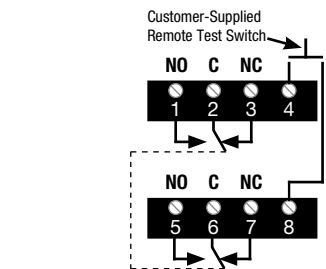 Customer-Supplied
Remote Test Switch
NO C NC
1 2 3 4
NO C NC
5 6 7 8